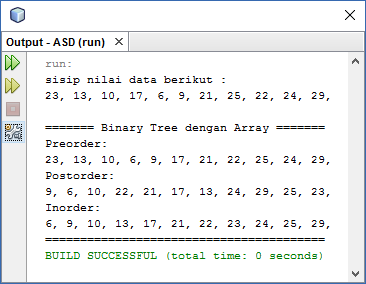 Output - ASD (run)
run:
sisip nilai data berikut :
23, 13, 10, 17, 6, 9, 21, 25, 22, 24, 29,
======= Binary Tree dengan Array =======
Preorder:
23, 13, 10, 6, 9, 17, 21, 22, 25, 24, 29,
Postorder:
9, 6, 10, 22, 21, 17, 13, 24, 29, 25, 23,
Inorder:
6, 9, 10, 13, 17, 21, 22, 23, 24, 25, 29,
========================================
BUILD SUCCESSFUL (total time: 0 seconds)